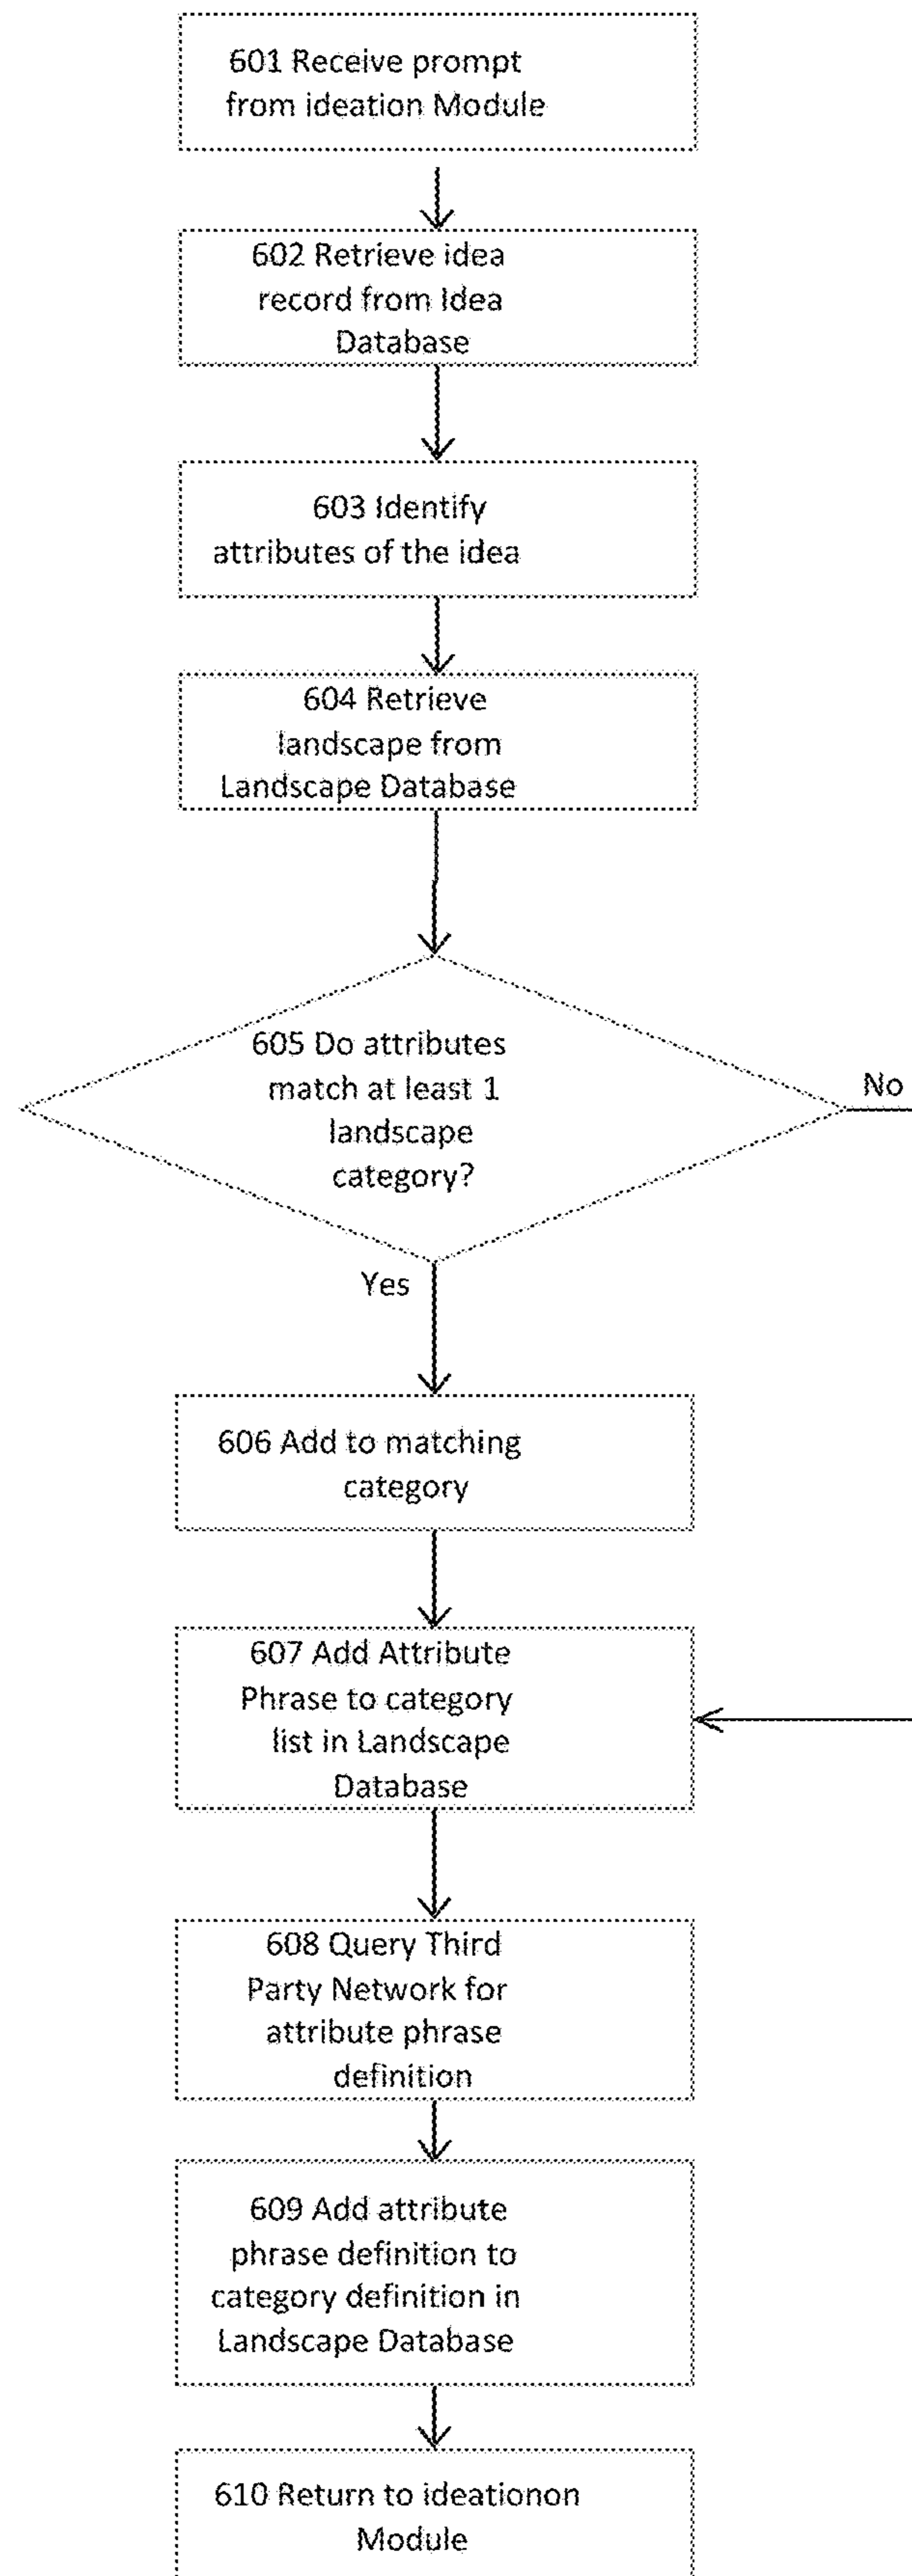 601 Receive prompt
from ideation Module
602 Retrieve idea
record from Idea
Database
603 Identify
attributes of the idea
604 Retrieve
landscape from
Landscape Database
605 Do attributes
match at least 1
landscape
category?
No
Yes
606 Add to matching
category
607 Add Attribute
Phrase to category
list in Landscape
Database
608 Query Third
Party Network for
attribute phrase
definition
609 Add attribute
phrase definition to
category definition in
Landscape Database
610 Return to ideationon
Module